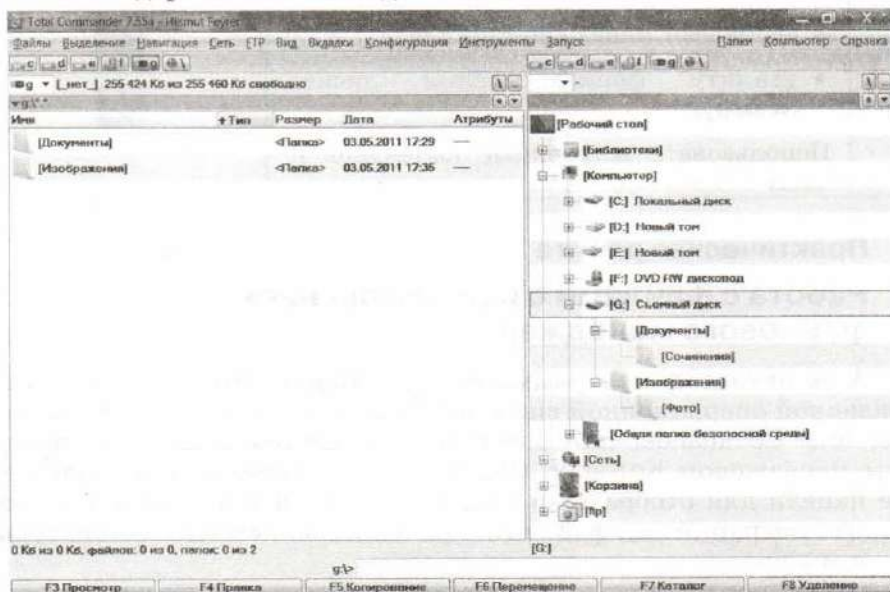 Total Commander 7.55a - Hismut Feyrer
Файлы Выделение Навигация Сеть FTP Вид Вкладки Конфигурация Инструменты Запуск Папки Компьютер Справка
c d e f g \
c d e f g \
g [_нет_] 255 424 Кб из 255 460 Кб свободно \ ..
g:\*.* * ▼
Имя +Тип Размер Дата Атрибуты
[Документы] <Папка> 03.05.2011 17:29 —
[Изображения] <Папка> 03.05.2011 17:35 —
0 Кб из 0 Кб, файлов: 0 из 0, папок: 0 из 2
\ ..
* ▼
[Рабочий стол]
[Библиотеки]
[Компьютер]
[C:] Локальный диск
[D:] Новый том
[E:] Новый том
[F:] DVD RW дисковод
[G:] Съемный диск
[Документы]
[Сочинения]
[Изображения]
[Фото]
[Общая папка безопасной среды]
[Сеть]
[Корзина]
[ftp]
[G:]
g:\>
F3 Просмотр F4 Правка F5 Копирование F6 Перемещение F7 Каталог F8 Удаление